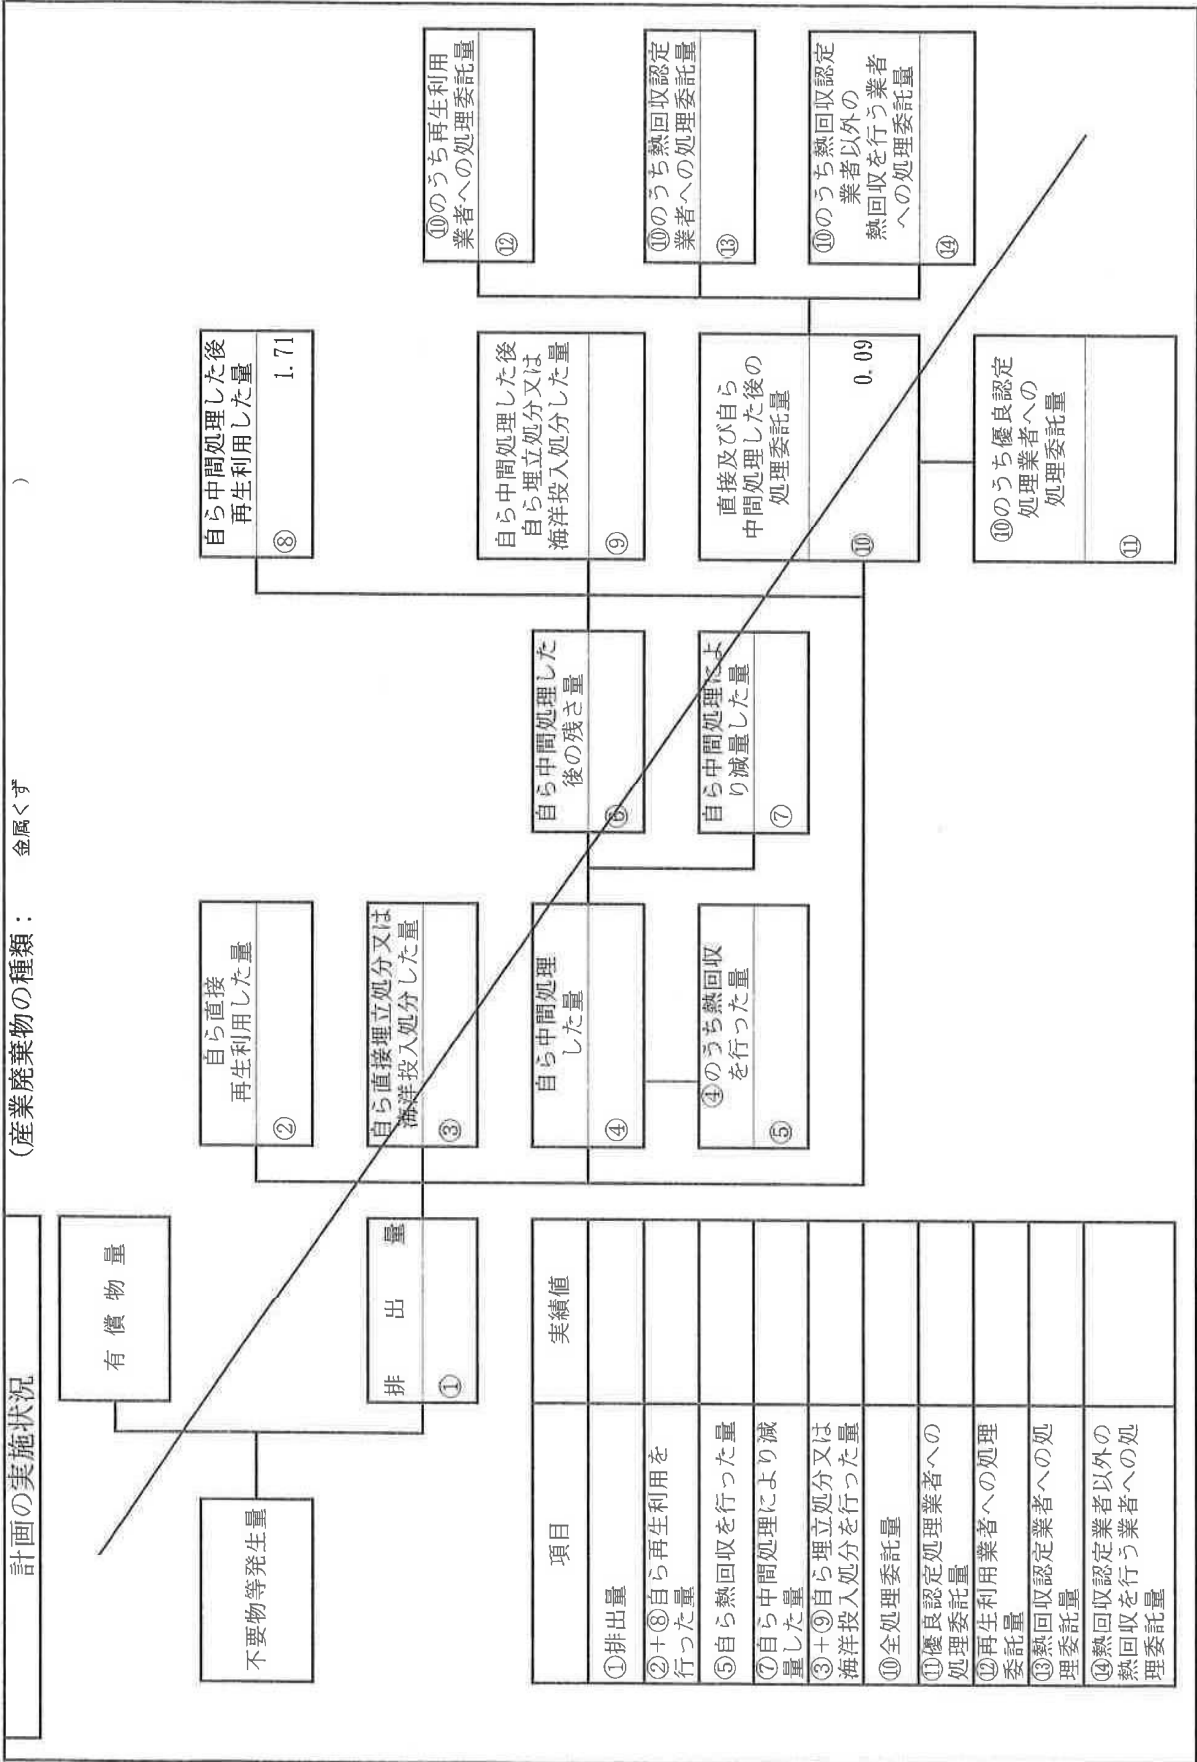 計画の実施状況
(産業廃棄物の種類： 金属くず )
不要物等発生量
有償物量
排出量
①
自ら直接
再生利用した量
②
自ら直接埋立処分又は
海洋投入処分した量
③
自ら中間処理
した量
④
④のうち熱回収
を行った量
⑤
自ら中間処理した
後の残さ量
⑥
自ら中間処理によ
り減量した量
⑦
自ら中間処理した後
再生利用した量
⑧ 1.71
自ら中間処理した後
自ら埋立処分又は
海洋投入処分した量
⑨
直接及び自ら
中間処理した後の
処理委託量
⑩ 0.09
⑩のうち優良認定
処理業者への
処理委託量
⑪
⑩のうち再生利用
業者への処理委託量
⑫
⑩のうち熱回収認定
業者への処理委託量
⑬
⑩のうち熱回収認定
業者以外の
熱回収を行う業者
への処理委託量
⑭
項目 実績値
①排出量
②＋⑧自ら再生利用を
行った量
⑤自ら熱回収を行った量
⑦自ら中間処理により減
量した量
③＋⑨自ら埋立処分又は
海洋投入処分を行った量
⑩全処理委託量
⑪優良認定処理業者への
処理委託量
⑫再生利用業者への処理
委託量
⑬熱回収認定業者への処
理委託量
⑭熱回収認定業者以外の
熱回収を行う業者への処
理委託量